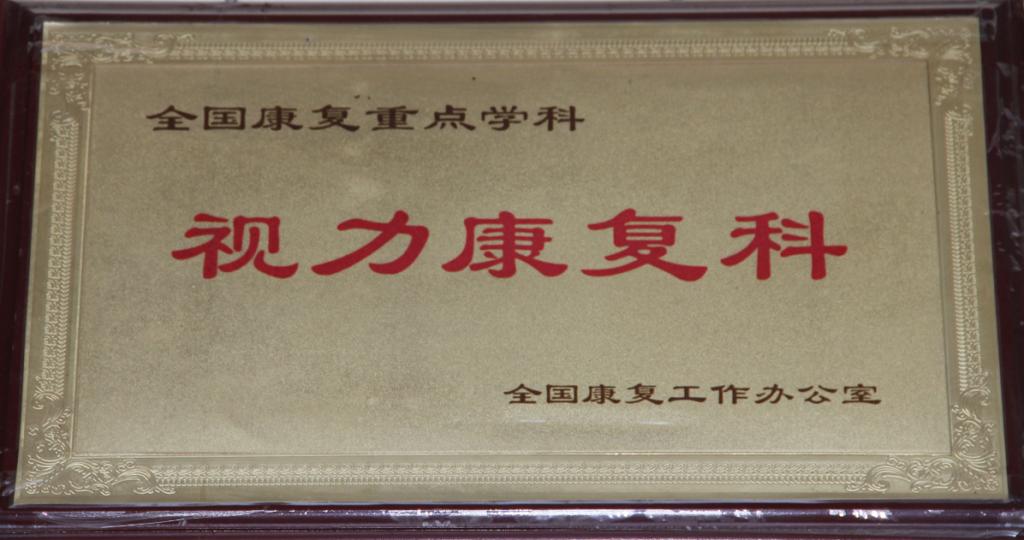 全国康复重点学科
视力康复科
全国康复工作办公室